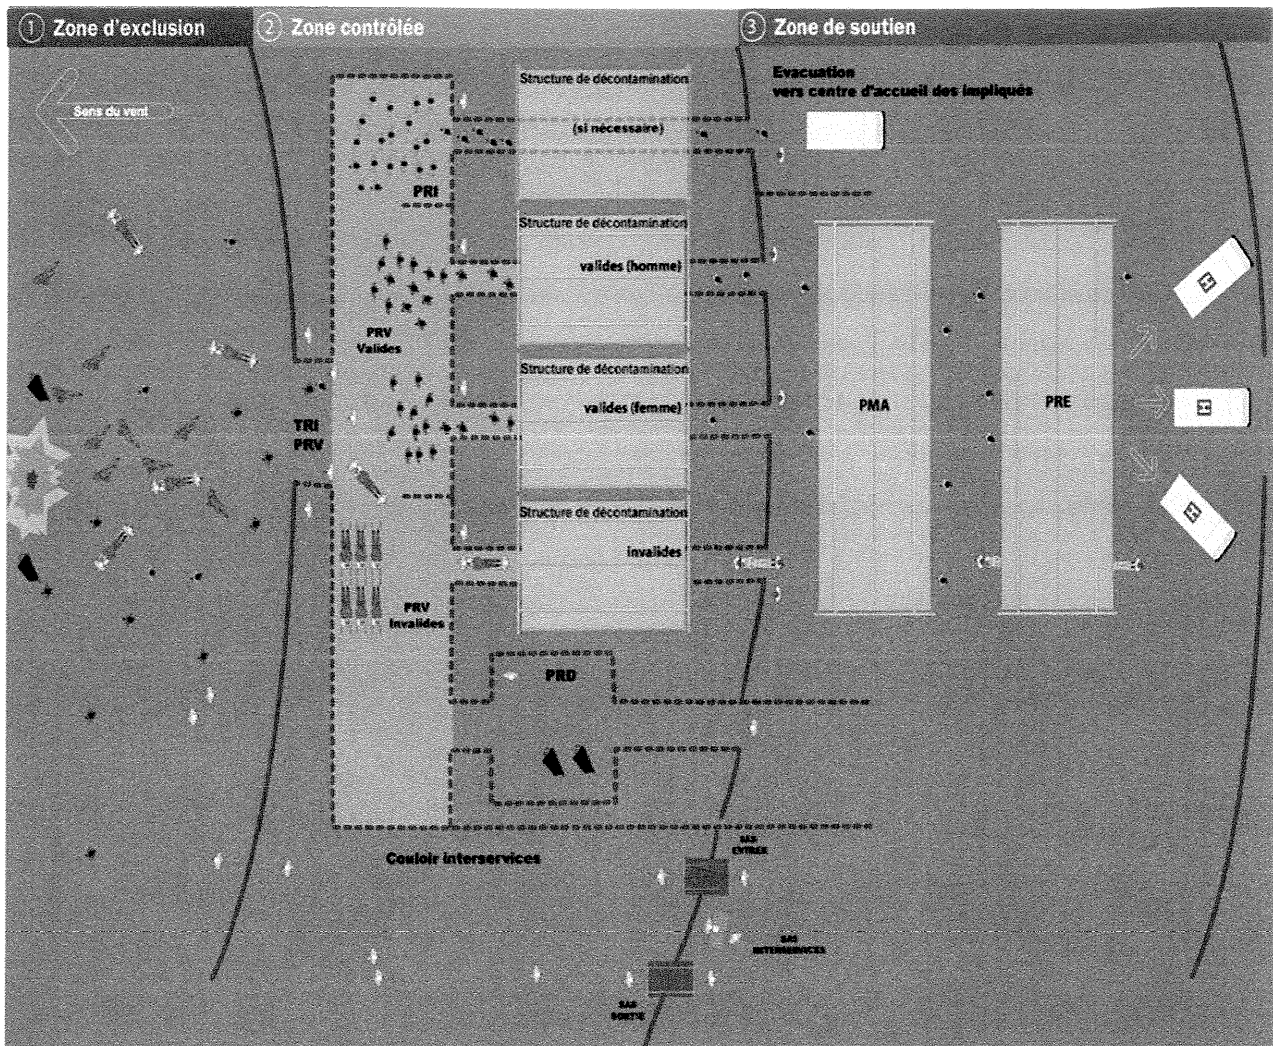 1 Zone d'exclusion
2 Zone contrôlée
3 Zone de soutien
Sens du vent
Structure de décontamination
(si nécessaire)
Evacuation
vers centre d'accueil des impliqués
PRI
Structure de décontamination
valides (homme)
PRV
Valides
Structure de décontamination
valides (femme)
TRI
PRV
PMA
PRE
Structure de décontamination
invalides
PRV
Invalides
PRD
Couloir interservices
SAS
ENTREE
SAS
INTERSERVICES
SAS
SORTIE